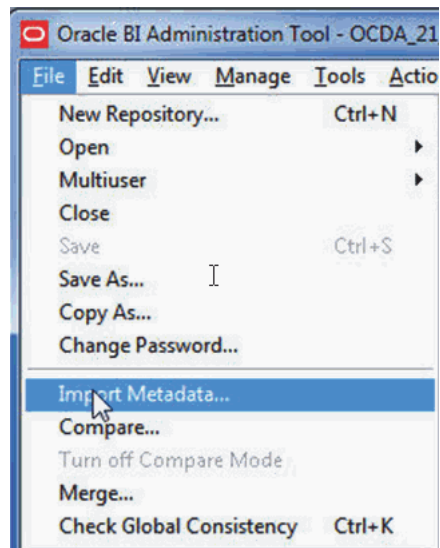 Oracle BI Administration Tool - OCDA_21
File Edit View Manage Tools Actio
New Repository... Ctrl+N
Open
Multiuser
Close
Save Ctrl+S
Save As...
Copy As...
Change Password...
Import Metadata...
Compare...
Turn off Compare Mode
Merge...
Check Global Consistency Ctrl+K